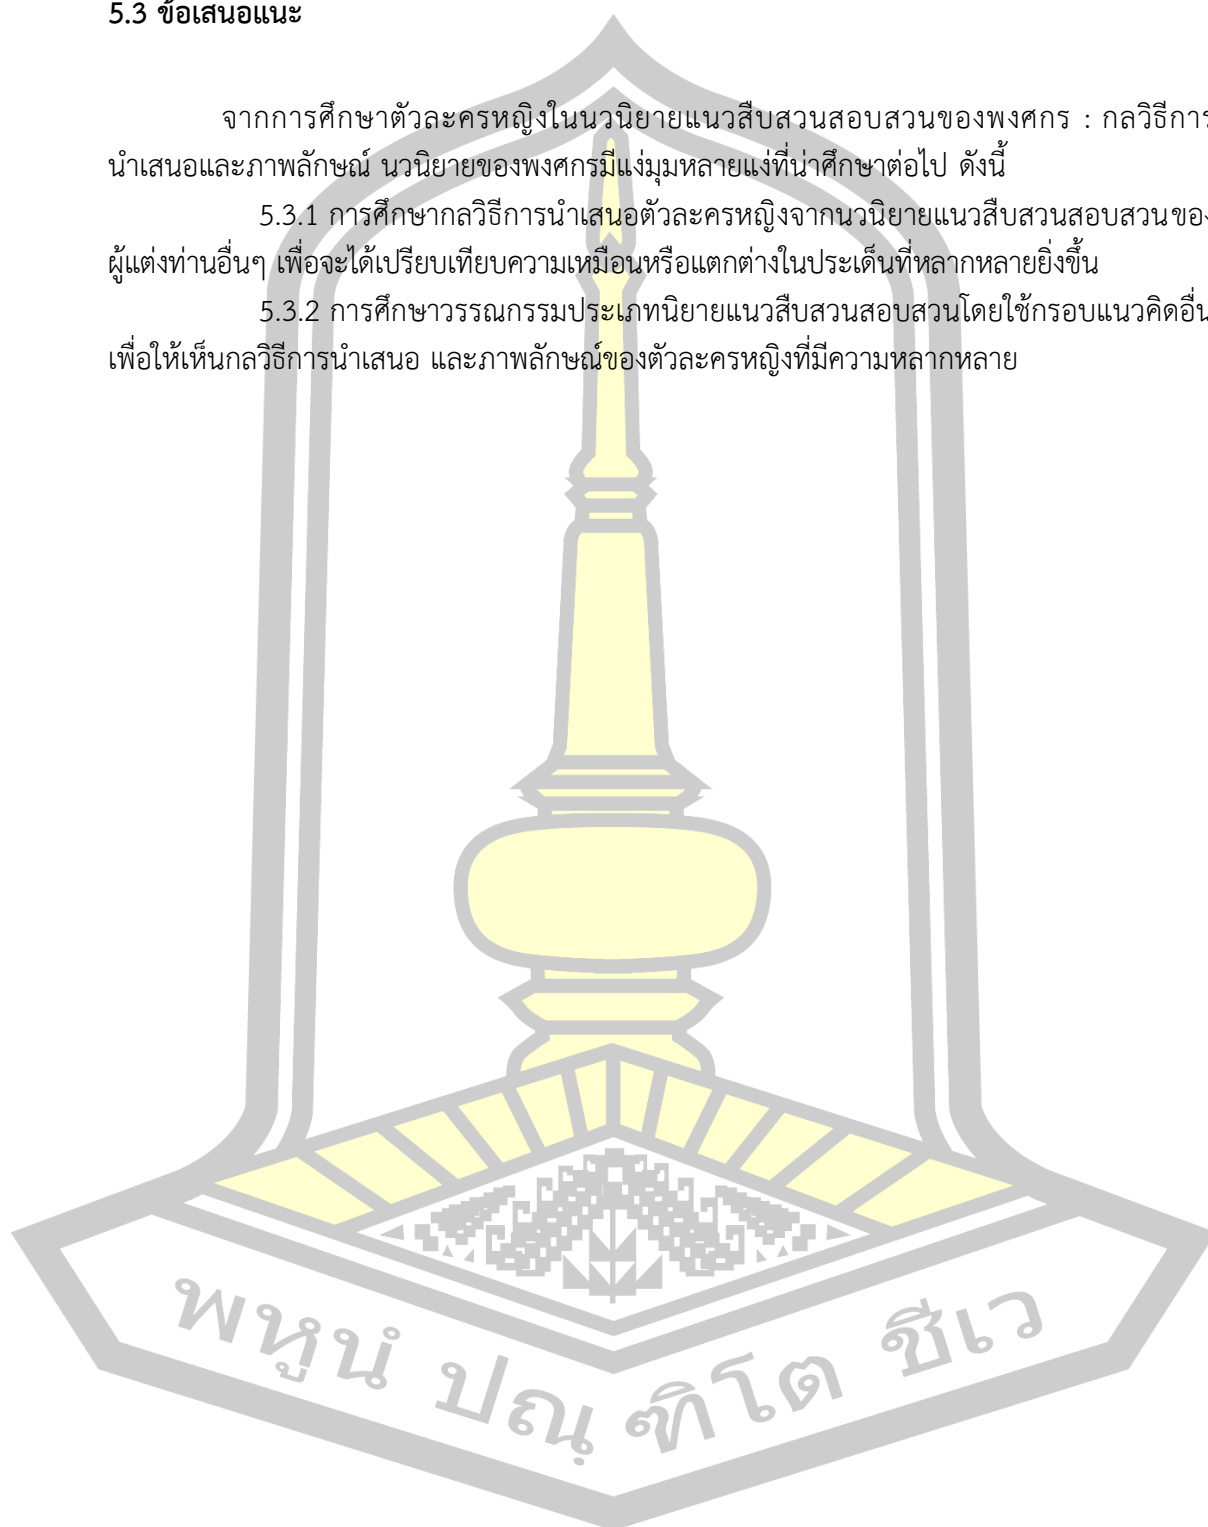 5.3 ข้อเสนอแนะ
จากการศึกษาตัวละครหญิงในนวนิยายแนวสืบสวนสอบสวนของพงศกร : กลวิธีการ
นำเสนอและภาพลักษณ์ นวนิยายของพงศกรมีแง่มุมหลายแง่ที่น่าศึกษาต่อไป ดังนี้
5.3.1 การศึกษากลวิธีการนำเสนอตัวละครหญิงจากนวนิยายแนวสืบสวนสอบสวนของ
ผู้แต่งท่านอื่นๆ เพื่อจะได้เปรียบเทียบความเหมือนหรือแตกต่างในประเด็นที่หลากหลายยิ่งขึ้น
5.3.2 การศึกษาวรรณกรรมประเภทนิยายแนวสืบสวนสอบสวนโดยใช้กรอบแนวคิดอื่น
เพื่อให้เห็นกลวิธีการนำเสนอ และภาพลักษณ์ของตัวละครหญิงที่มีความหลากหลาย
พหูนํ ปณฺ ฑิโต ชีเว